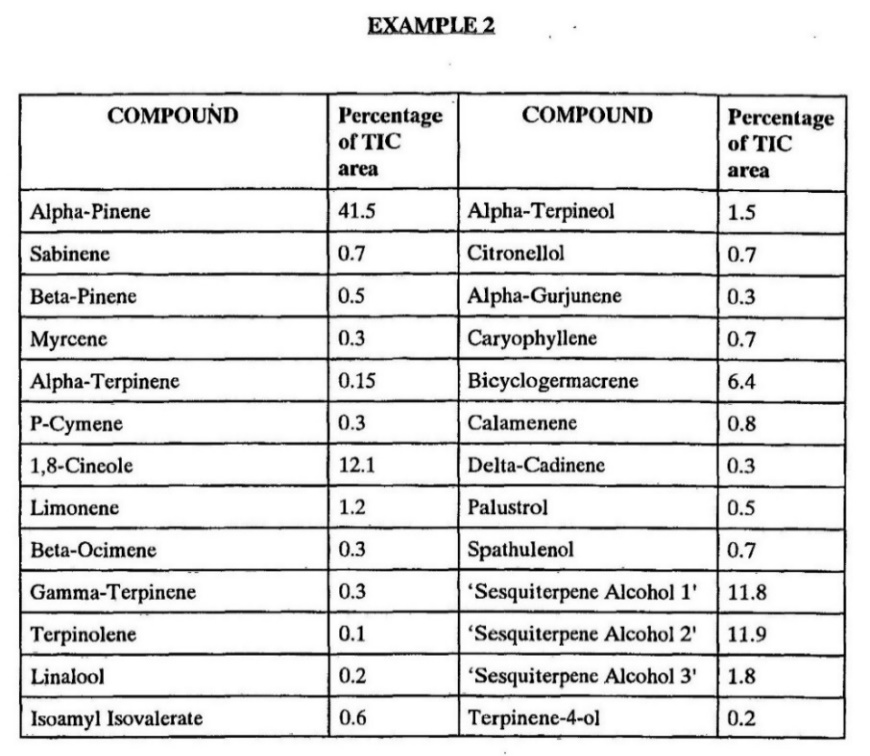 EXAMPLE 2
COMPOUND Percentage of TIC area COMPOUND Percentage of TIC area
Alpha-Pinene 41.5 Alpha-Terpineol 1.5
Sabinene 0.7 Citronellol 0.7
Beta-Pinene 0.5 Alpha-Gurjunene 0.3
Myrcene 0.3 Caryophyllene 0.7
Alpha-Terpinene 0.15 Bicyclogermacrene 6.4
P-Cymene 0.3 Calamenene 0.8
1,8-Cineole 12.1 Delta-Cadinene 0.3
Limonene 1.2 Palustrol 0.5
Beta-Ocimene 0.3 Spathulenol 0.7
Gamma-Terpinene 0.3 ‘Sesquiterpene Alcohol 1' 11.8
Terpinolene 0.1 ‘Sesquiterpene Alcohol 2' 11.9
Linalool 0.2 ‘Sesquiterpene Alcohol 3' 1.8
Isoamyl Isovalerate 0.6 Terpinene-4-ol 0.2